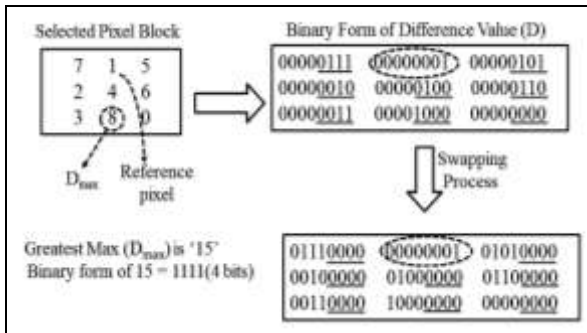 Selected Pixel Block
7 1 5
2 4 6
3 8 0
Dmax
Reference
pixel
Binary Form of Difference Value (D)
00000111 00000001 00000101
00000010 00000100 00000110
00000011 00001000 00000000
Swapping
Process
Greatest Max (Dmax) is '15'
Binary form of 15 = 1111(4 bits)
01110000 00000001 01010000
00100000 01000000 01100000
00110000 10000000 00000000